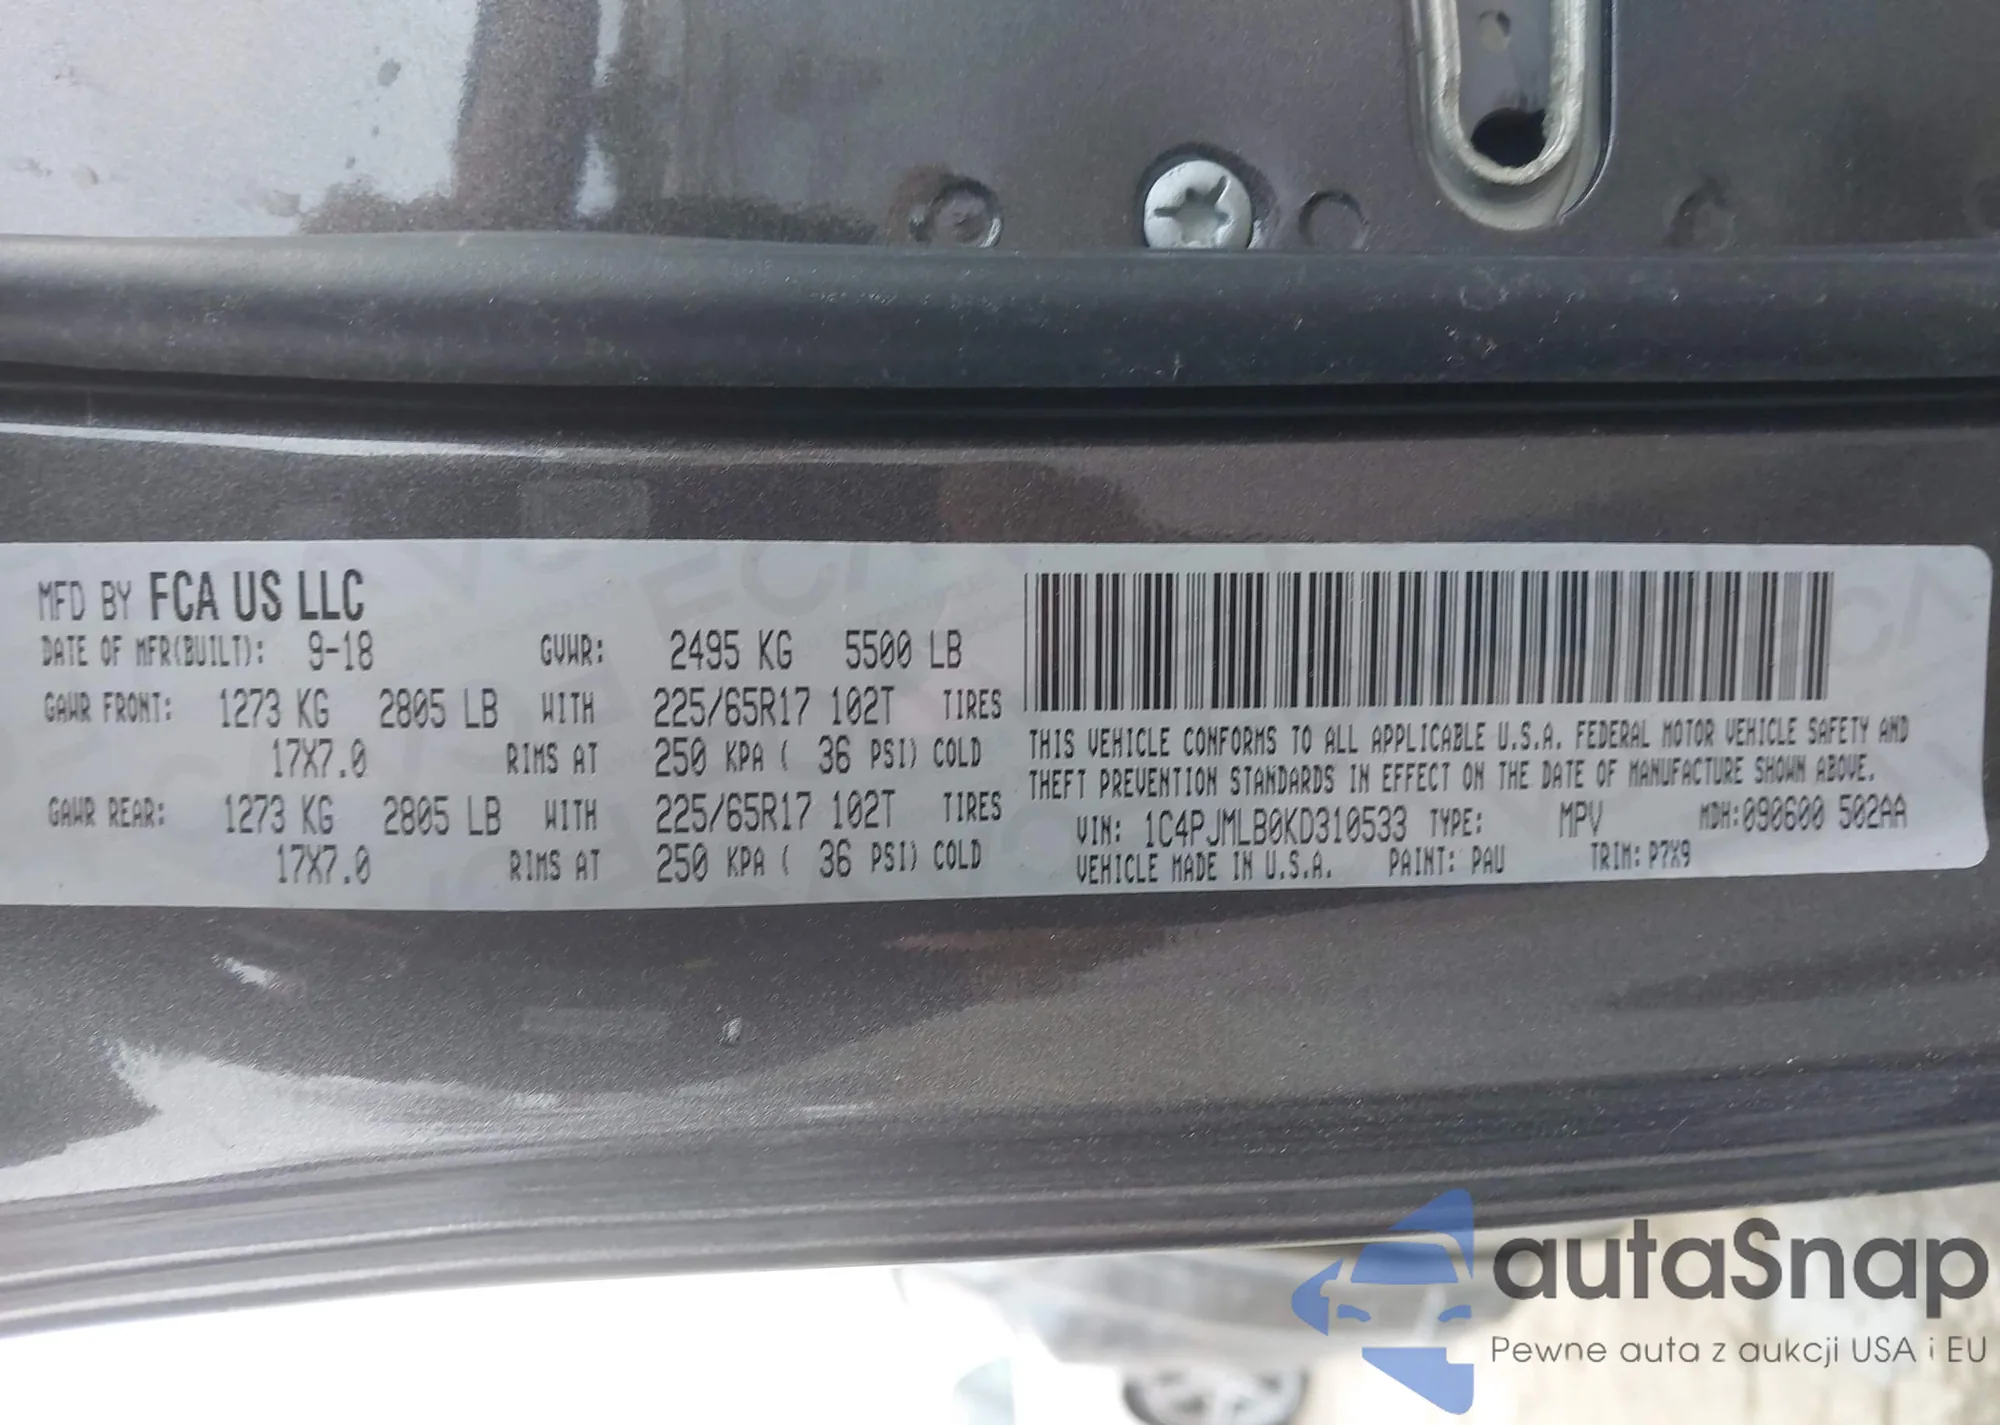 MFD BY FCA US LLC
DATE OF MFR(BUILT): 9-18 GVWR: 2495 KG 5500 LB
GAWR FRONT: 1273 KG 2805 LB WITH 225/65R17 102T TIRES
17X7.0 RIMS AT 250 KPA ( 36 PSI) COLD
GAWR REAR: 1273 KG 2805 LB WITH 225/65R17 102T TIRES
17X7.0 RIMS AT 250 KPA ( 36 PSI) COLD
THIS VEHICLE CONFORMS TO ALL APPLICABLE U.S.A. FEDERAL MOTOR VEHICLE SAFETY AND
THEFT PREVENTION STANDARDS IN EFFECT ON THE DATE OF MANUFACTURE SHOWN ABOVE.
VIN: 1C4PJMLB0KD310533 TYPE: MPV MDH:090600 502AA
VEHICLE MADE IN U.S.A. PAINT: PAU TRIM: P7X9
autaSnap
Pewne auta z aukcji USA i EU